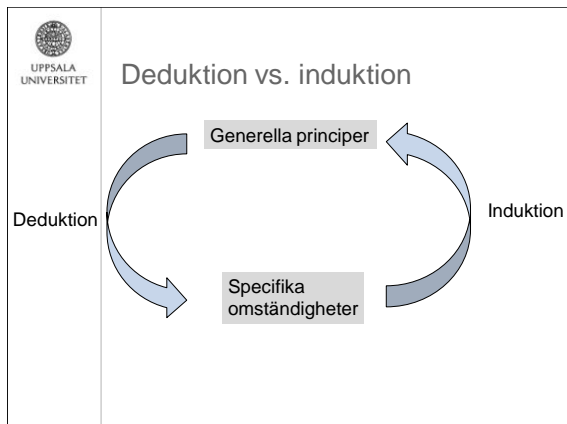 UPPSALA
UNIVERSITET
Deduktion vs. induktion
Generella principer
Deduktion
Induktion
Specifika
omständigheter